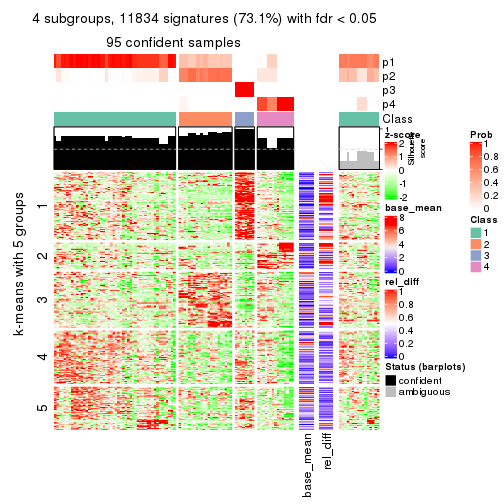 4 subgroups, 11834 signatures (73.1%) with fdr < 0.05
95 confident samples
p1
p2
p3
p4
Class
1
Silhouette
score
k-means with 5 groups
1
2
3
4
5
base_mean
rel_diff
z-score
2
1
0
-1
-2
base_mean
8
6
4
2
0
rel_diff
1
0.8
0.6
0.4
0.2
0
Status (barplots)
confident
ambiguous
Prob
1
0.8
0.6
0.4
0.2
0
Class
1
2
3
4